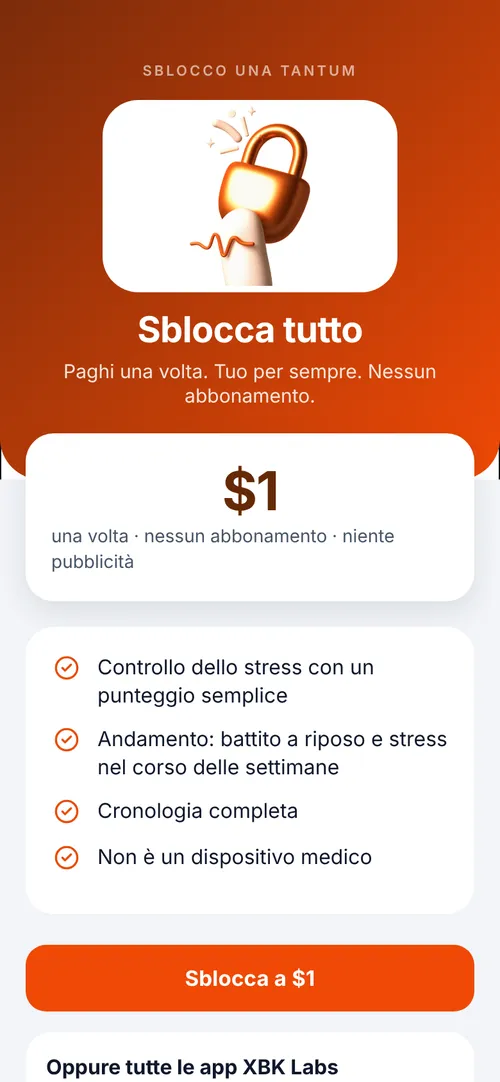 SBLOCCO UNA TANTUM
Sblocca tutto
Paghi una volta. Tuo per sempre. Nessun
abbonamento.
$1
una volta · nessun abbonamento · niente
pubblicità
Controllo dello stress con un
punteggio semplice
Andamento: battito a riposo e stress
nel corso delle settimane
Cronologia completa
Non è un dispositivo medico
Sblocca a $1
Oppure tutte le app XBK Labs